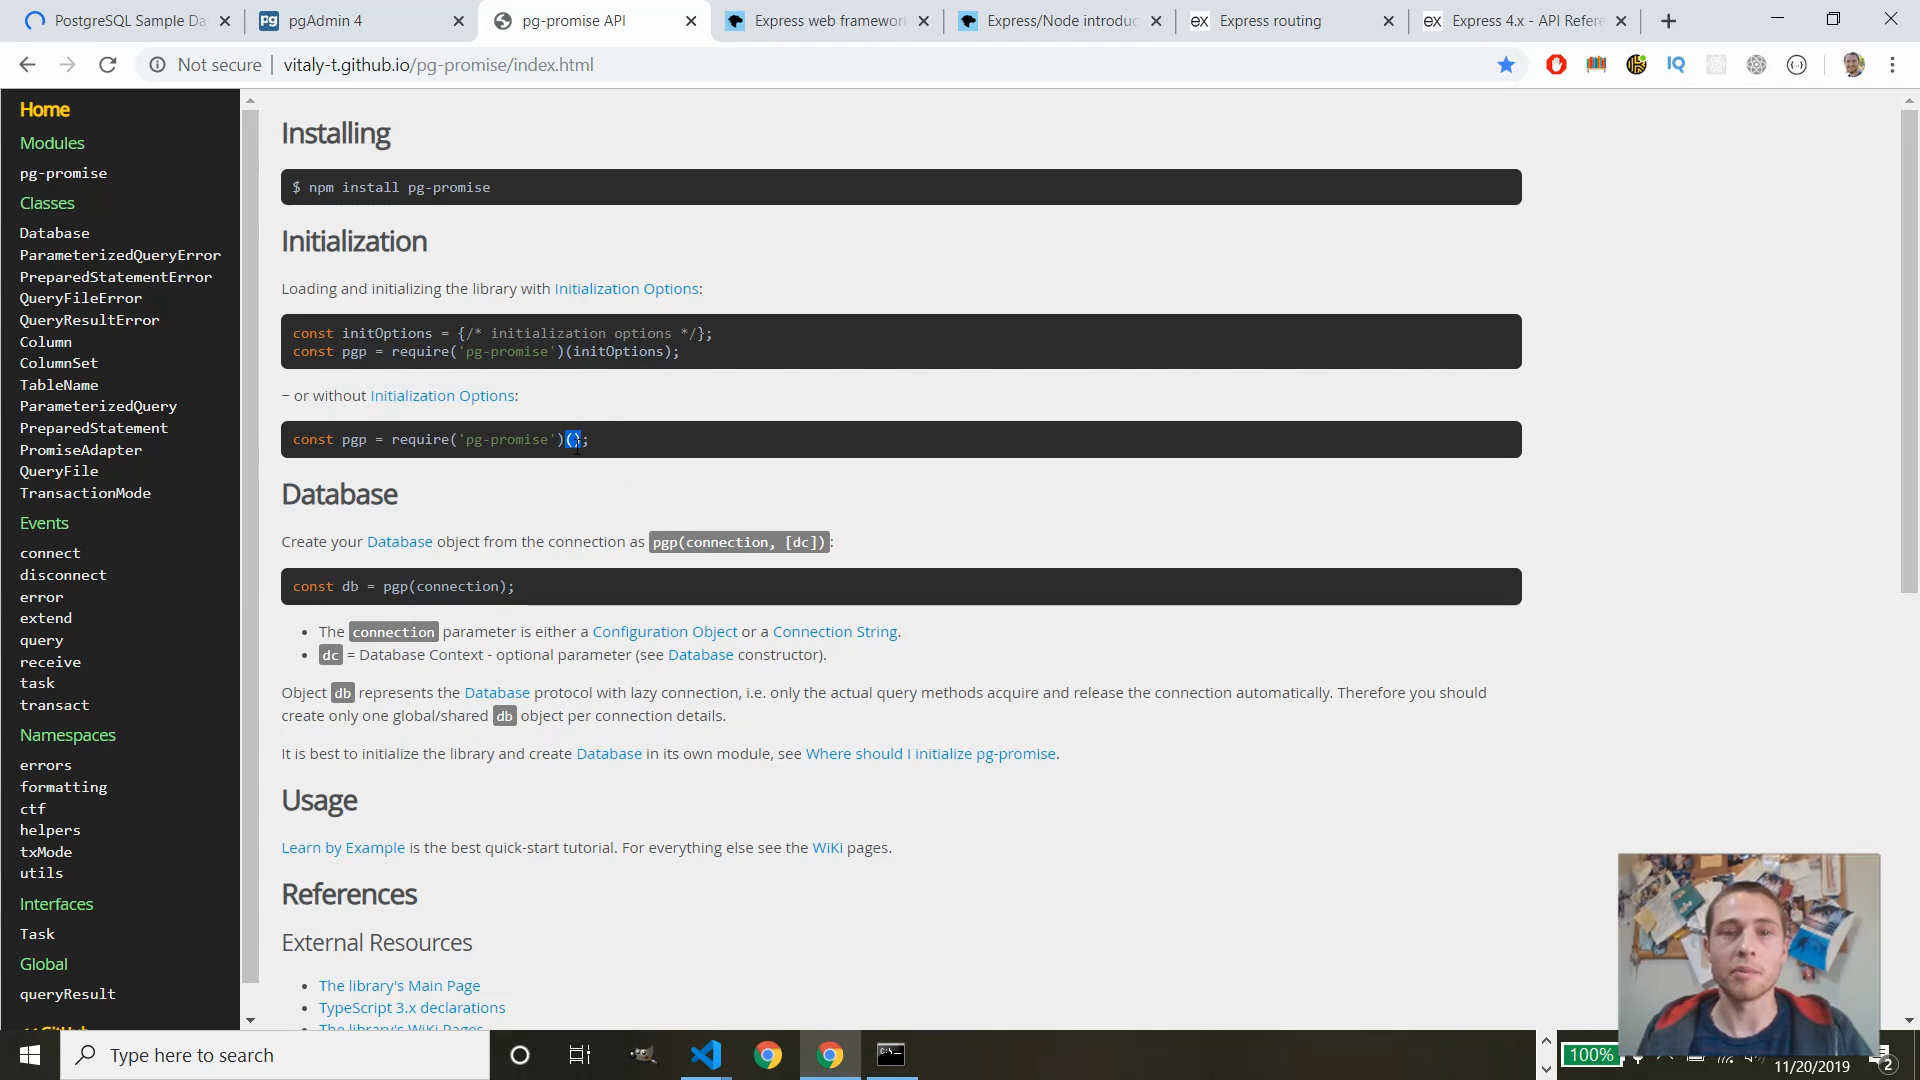 PostgreSQL Sample Da
pgAdmin 4
pg-promise API
Express web framework
Express/Node introduc
Express routing
Express 4.x - API Refere
Not secure | vitaly-t.github.io/pg-promise/index.html
Home
Modules
pg-promise
Classes
Database
ParameterizedQueryError
PreparedStatementError
QueryFileError
QueryResultError
Column
ColumnSet
TableName
ParameterizedQuery
PreparedStatement
PromiseAdapter
QueryFile
TransactionMode
Events
connect
disconnect
error
extend
query
receive
task
transact
Namespaces
errors
formatting
ctf
helpers
txMode
utils
Interfaces
Task
Global
queryResult
Installing
$ npm install pg-promise
Initialization
Loading and initializing the library with Initialization Options:
const initOptions = {/* initialization options */};
const pgp = require('pg-promise')(initOptions);
− or without Initialization Options:
const pgp = require('pg-promise')();
Database
Create your Database object from the connection as pgp(connection, [dc]):
const db = pgp(connection);
• The connection parameter is either a Configuration Object or a Connection String.
• dc = Database Context - optional parameter (see Database constructor).
Object db represents the Database protocol with lazy connection, i.e. only the actual query methods acquire and release the connection automatically. Therefore you should
create only one global/shared db object per connection details.
It is best to initialize the library and create Database in its own module, see Where should I initialize pg-promise.
Usage
Learn by Example is the best quick-start tutorial. For everything else see the WiKi pages.
References
External Resources
• The library's Main Page
• TypeScript 3.x declarations
• The library's WiKi Pages
Type here to search
100%
11/20/2019
2